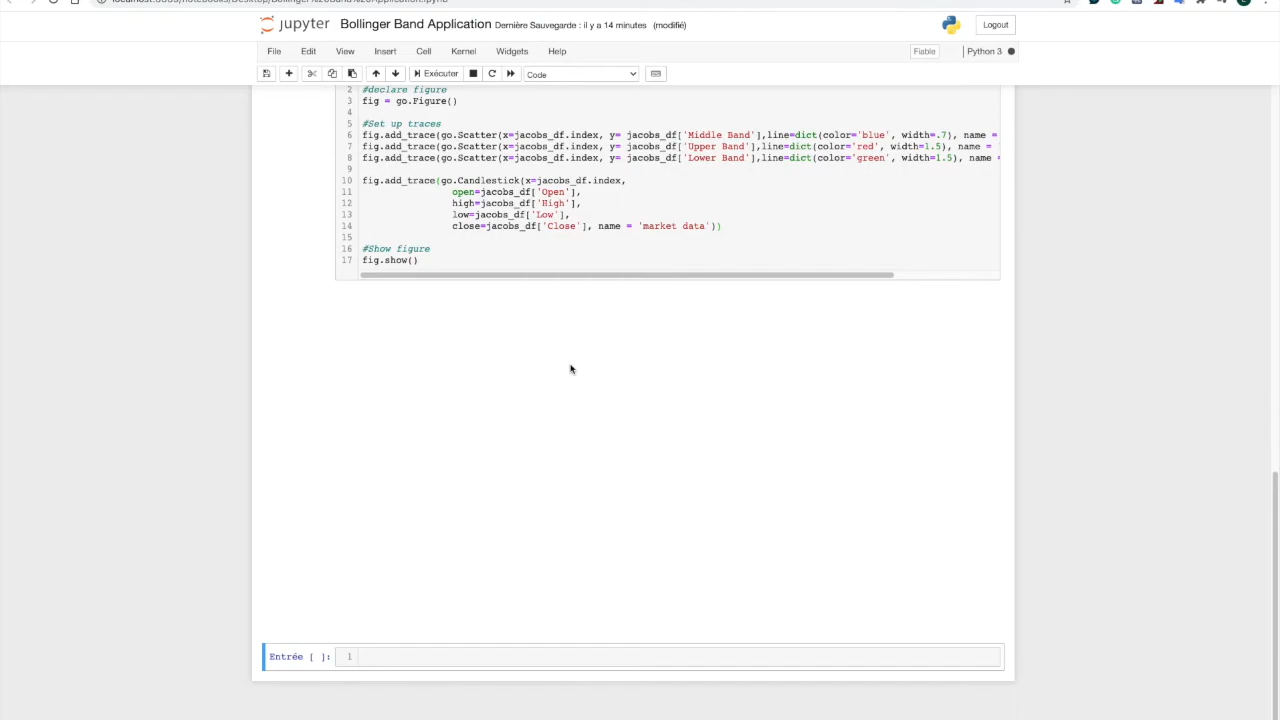 jupyter Bollinger Band Application Dernière Sauvegarde : il y a 14 minutes (modifié) Logout
File Edit View Insert Cell Kernel Widgets Help Fiable Python 3
Exécuter Code
2 #declare figure
3 fig = go.Figure()
4
5 #Set up traces
6 fig.add_trace(go.Scatter(x=jacobs_df.index, y= jacobs_df['Middle Band'],line=dict(color='blue', width=.7), name =
7 fig.add_trace(go.Scatter(x=jacobs_df.index, y= jacobs_df['Upper Band'],line=dict(color='red', width=1.5), name =
8 fig.add_trace(go.Scatter(x=jacobs_df.index, y= jacobs_df['Lower Band'],line=dict(color='green', width=1.5), name =
9
10 fig.add_trace(go.Candlestick(x=jacobs_df.index,
11 open=jacobs_df['Open'],
12 high=jacobs_df['High'],
13 low=jacobs_df['Low'],
14 close=jacobs_df['Close'], name = 'market data'))
15
16 #Show figure
17 fig.show()
Entrée [ ]: 1